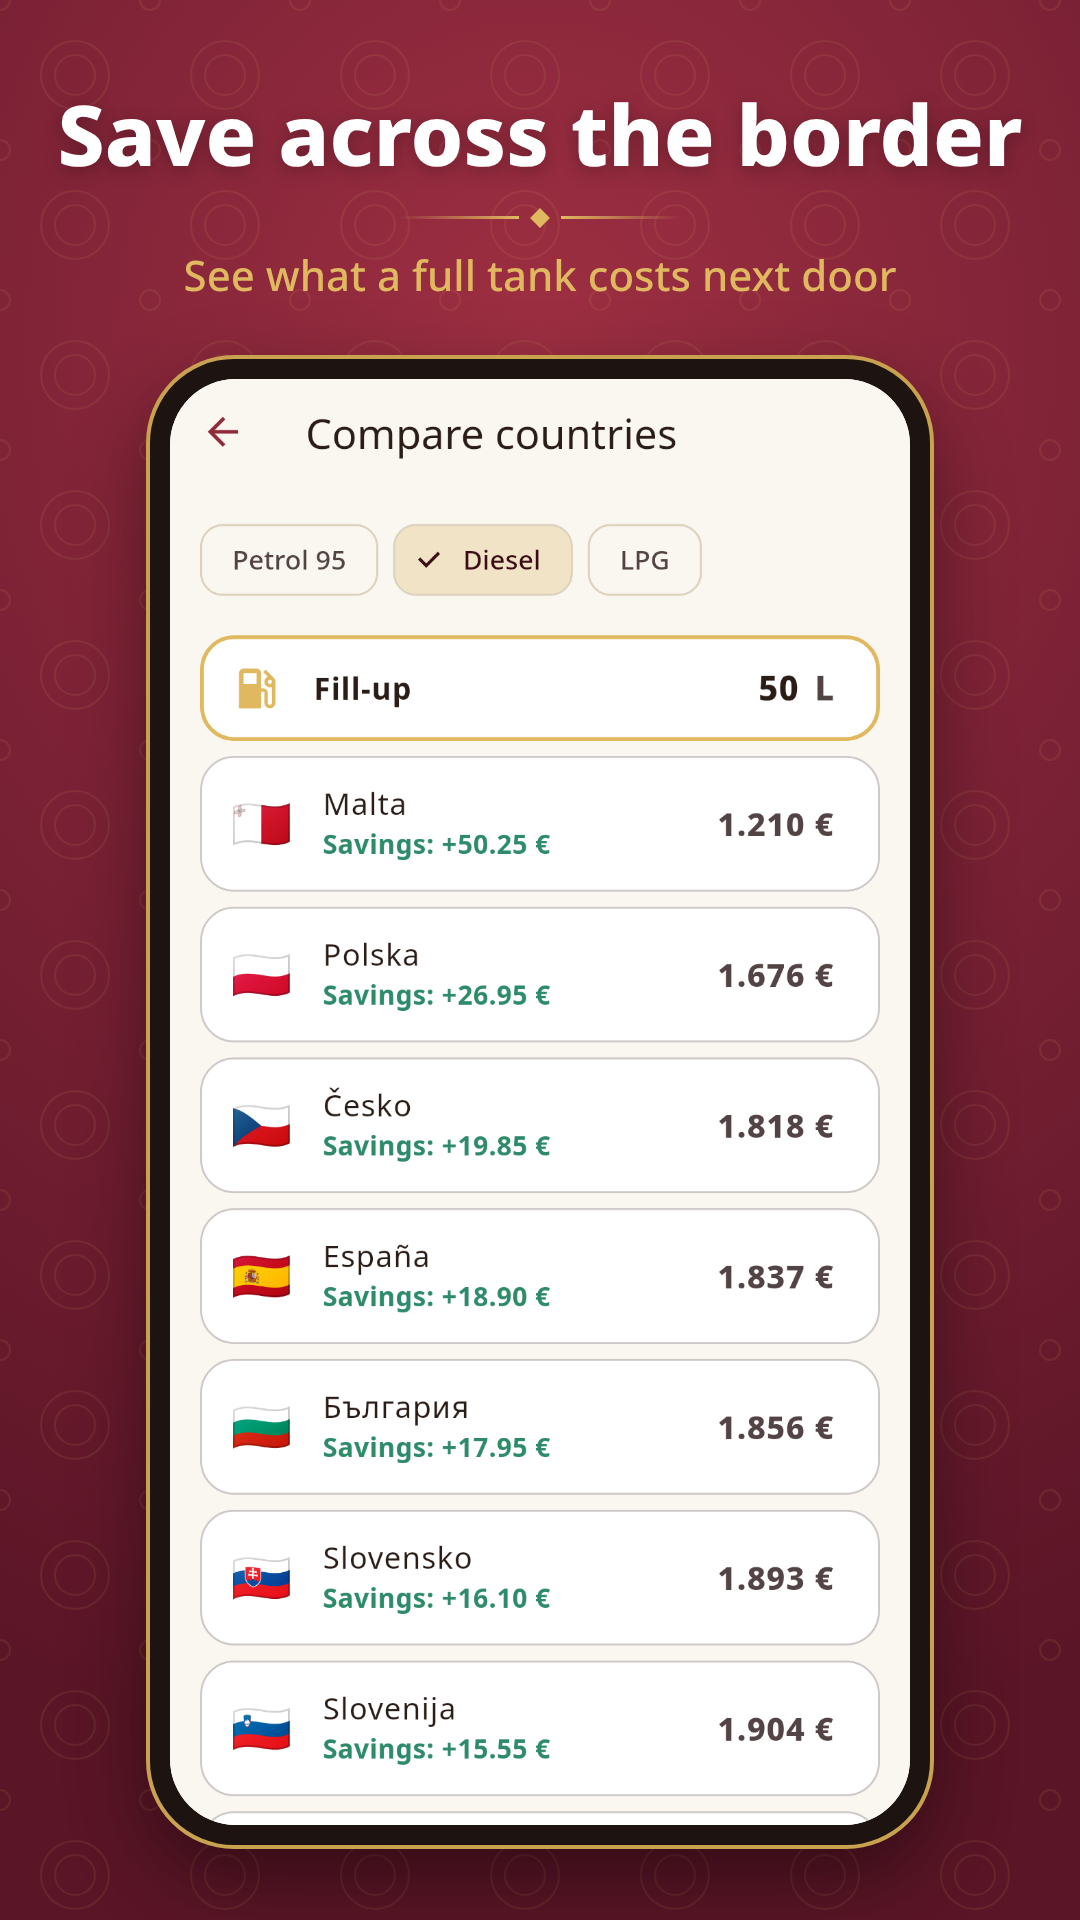 Save across the border
See what a full tank costs next door
Compare countries
Petrol 95
Diesel
LPG
Fill-up 50 L
Malta
Savings: +50.25 €
1.210 €
Polska
Savings: +26.95 €
1.676 €
Česko
Savings: +19.85 €
1.818 €
España
Savings: +18.90 €
1.837 €
България
Savings: +17.95 €
1.856 €
Slovensko
Savings: +16.10 €
1.893 €
Slovenija
Savings: +15.55 €
1.904 €